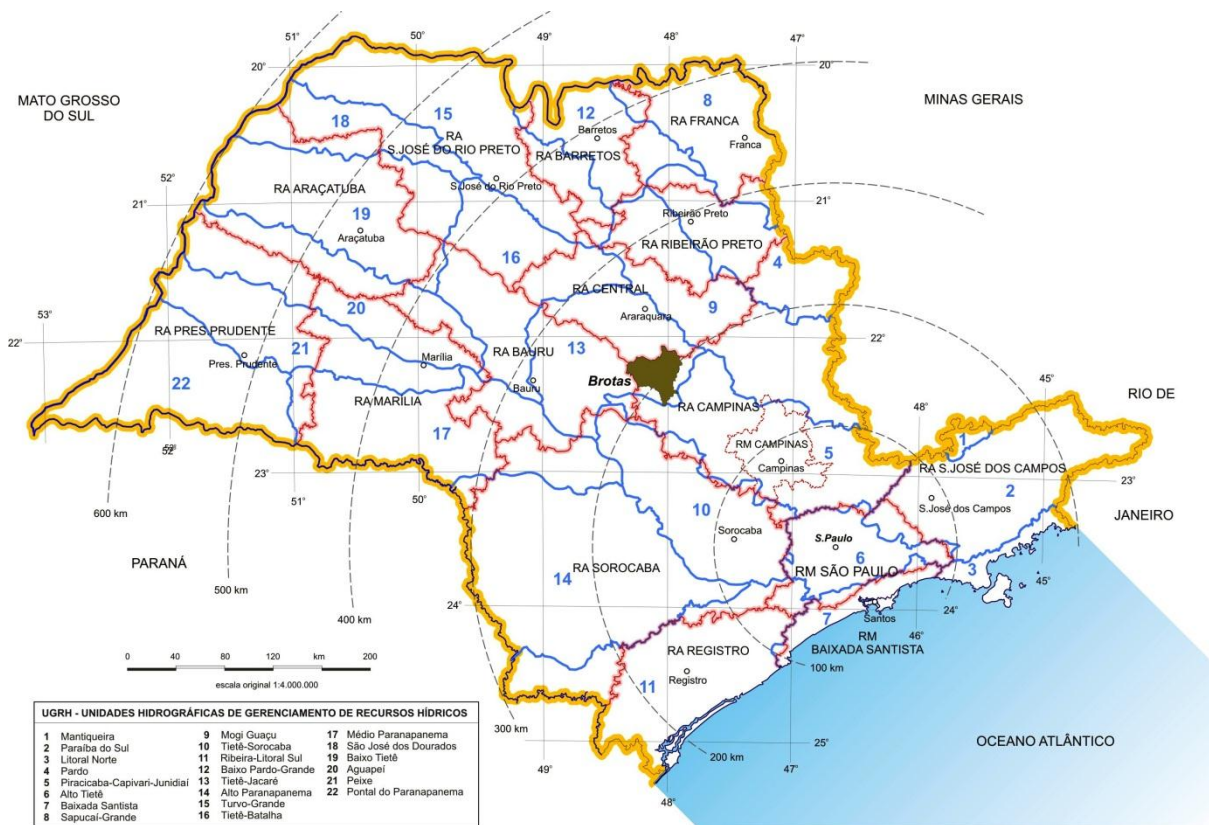 51°
50°
49°
48°
47°
20°
20°
MATO GROSSO
DO SUL
MINAS GERAIS
15
12
8
18
RA
S.JOSÉ DO RIO PRETO
Barretos
RA BARRETOS
RA FRANCA
Franca
52°
21°
RA ARAÇATUBA
S.José do Rio Preto
Ribeirão Preto
21°
19
Araçatuba
16
RA RIBEIRÃO PRETO
4
RA CENTRAL
9
Araraquara
20
53°
22°
RA PRES.PRUDENTE
Pres. Prudente
21
Marília
RA BAURU
13
22°
22
Bauru
Brotas
45°
RA MARÍLIA
RA CAMPINAS
RIO DE
48°
17
RM CAMPINAS
Campinas
5
1
52°
23°
RA S.JOSÉ DOS CAMPOS
2
23°
51°
50°
600 km
10
S.José dos Campos
JANEIRO
Sorocaba
S.Paulo
PARANÁ
6
14
RA SOROCABA
RM SÃO PAULO
3
45°
500 km
24°
24°
400 km
7
Santos
46°
RM
BAIXADA SANTISTA
RA REGISTRO
100 km
0 40 80 120 km 200
escala original 1:4.000.000
11
Registro
300 km
200 km
25°
OCEANO ATLÂNTICO
49°
48°
47°
UGRH - UNIDADES HIDROGRÁFICAS DE GERENCIAMENTO DE RECURSOS HÍDRICOS
1 Mantiqueira
2 Paraíba do Sul
3 Litoral Norte
4 Pardo
5 Piracicaba-Capivari-Junidiaí
6 Alto Tietê
7 Baixada Santista
8 Sapucaí-Grande
9 Mogi Guaçu
10 Tietê-Sorocaba
11 Ribeira-Litoral Sul
12 Baixo Pardo-Grande
13 Tietê-Jacaré
14 Alto Paranapanema
15 Turvo-Grande
16 Tietê-Batalha
17 Médio Paranapanema
18 São José dos Dourados
19 Baixo Tietê
20 Aguapeí
21 Peixe
22 Pontal do Paranapanema